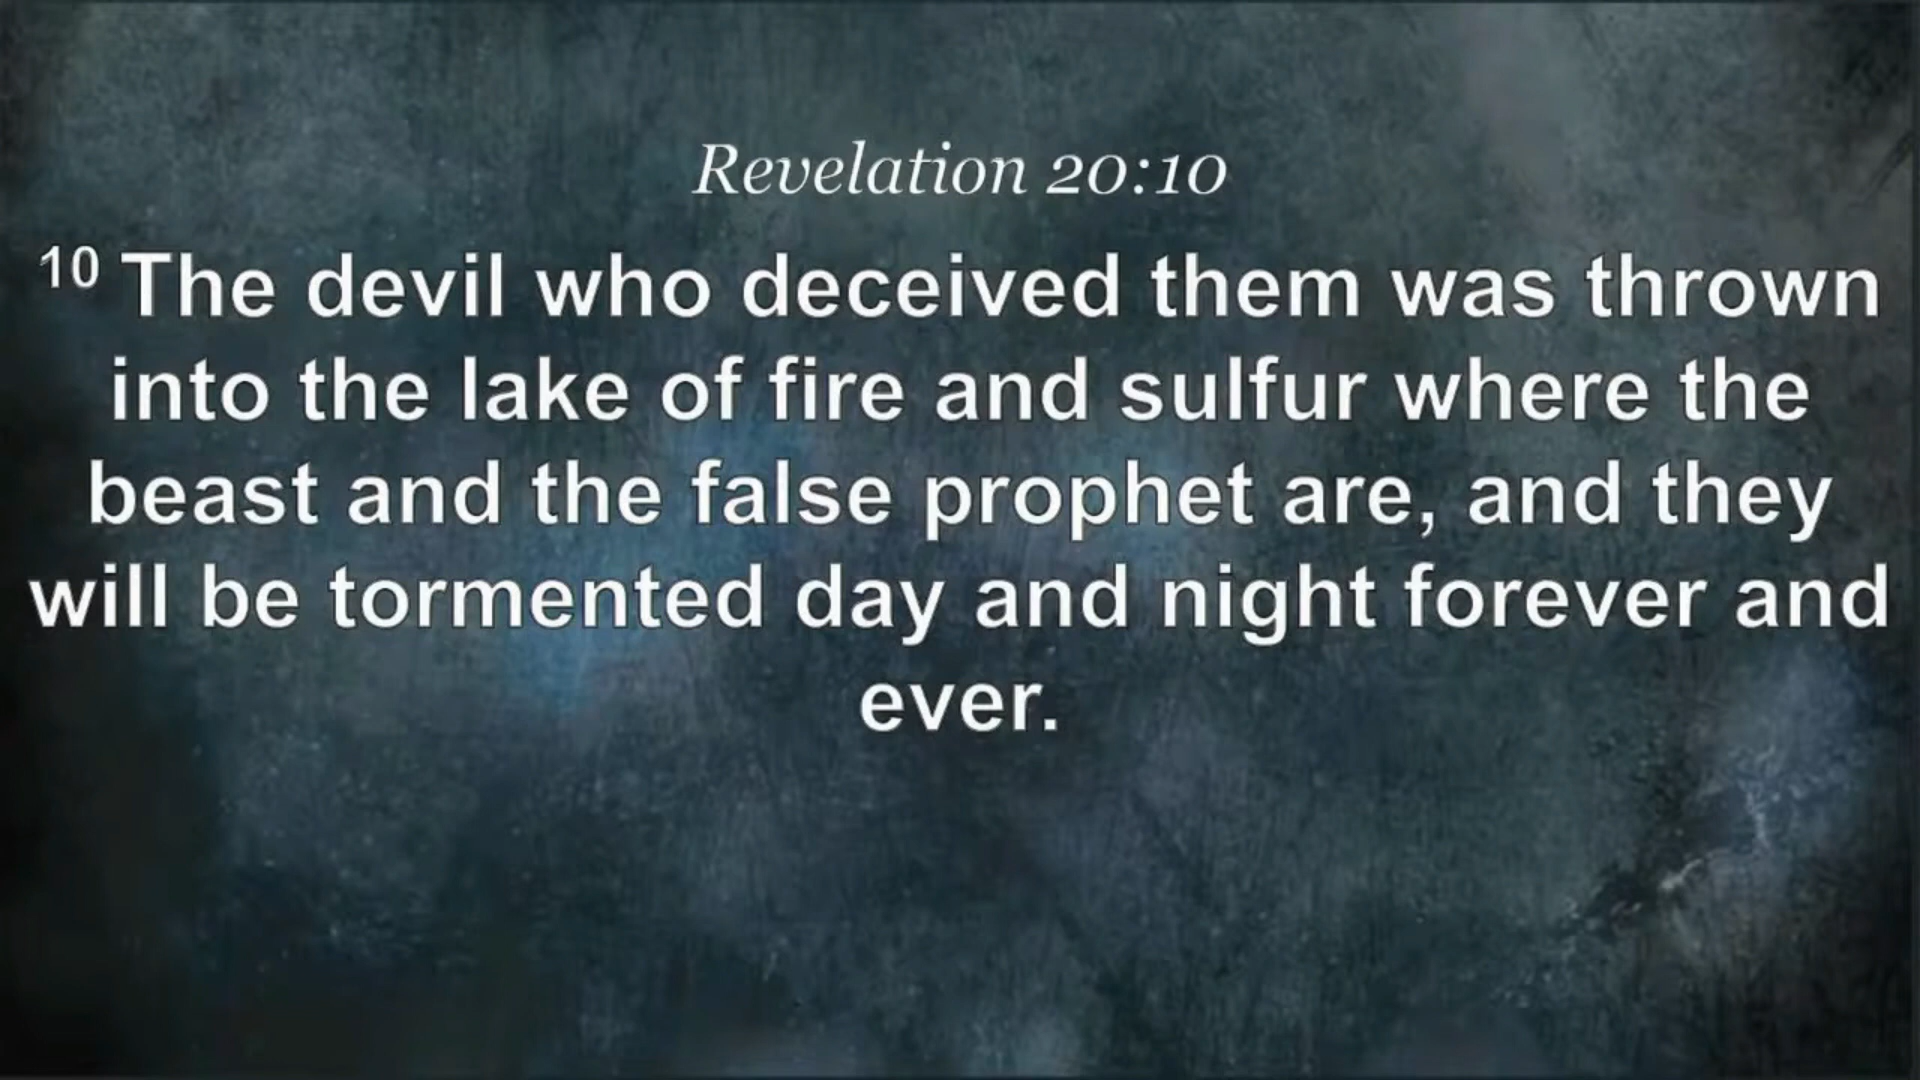 Revelation 20:10
10 The devil who deceived them was thrown
into the lake of fire and sulfur where the
beast and the false prophet are, and they
will be tormented day and night forever and
ever.